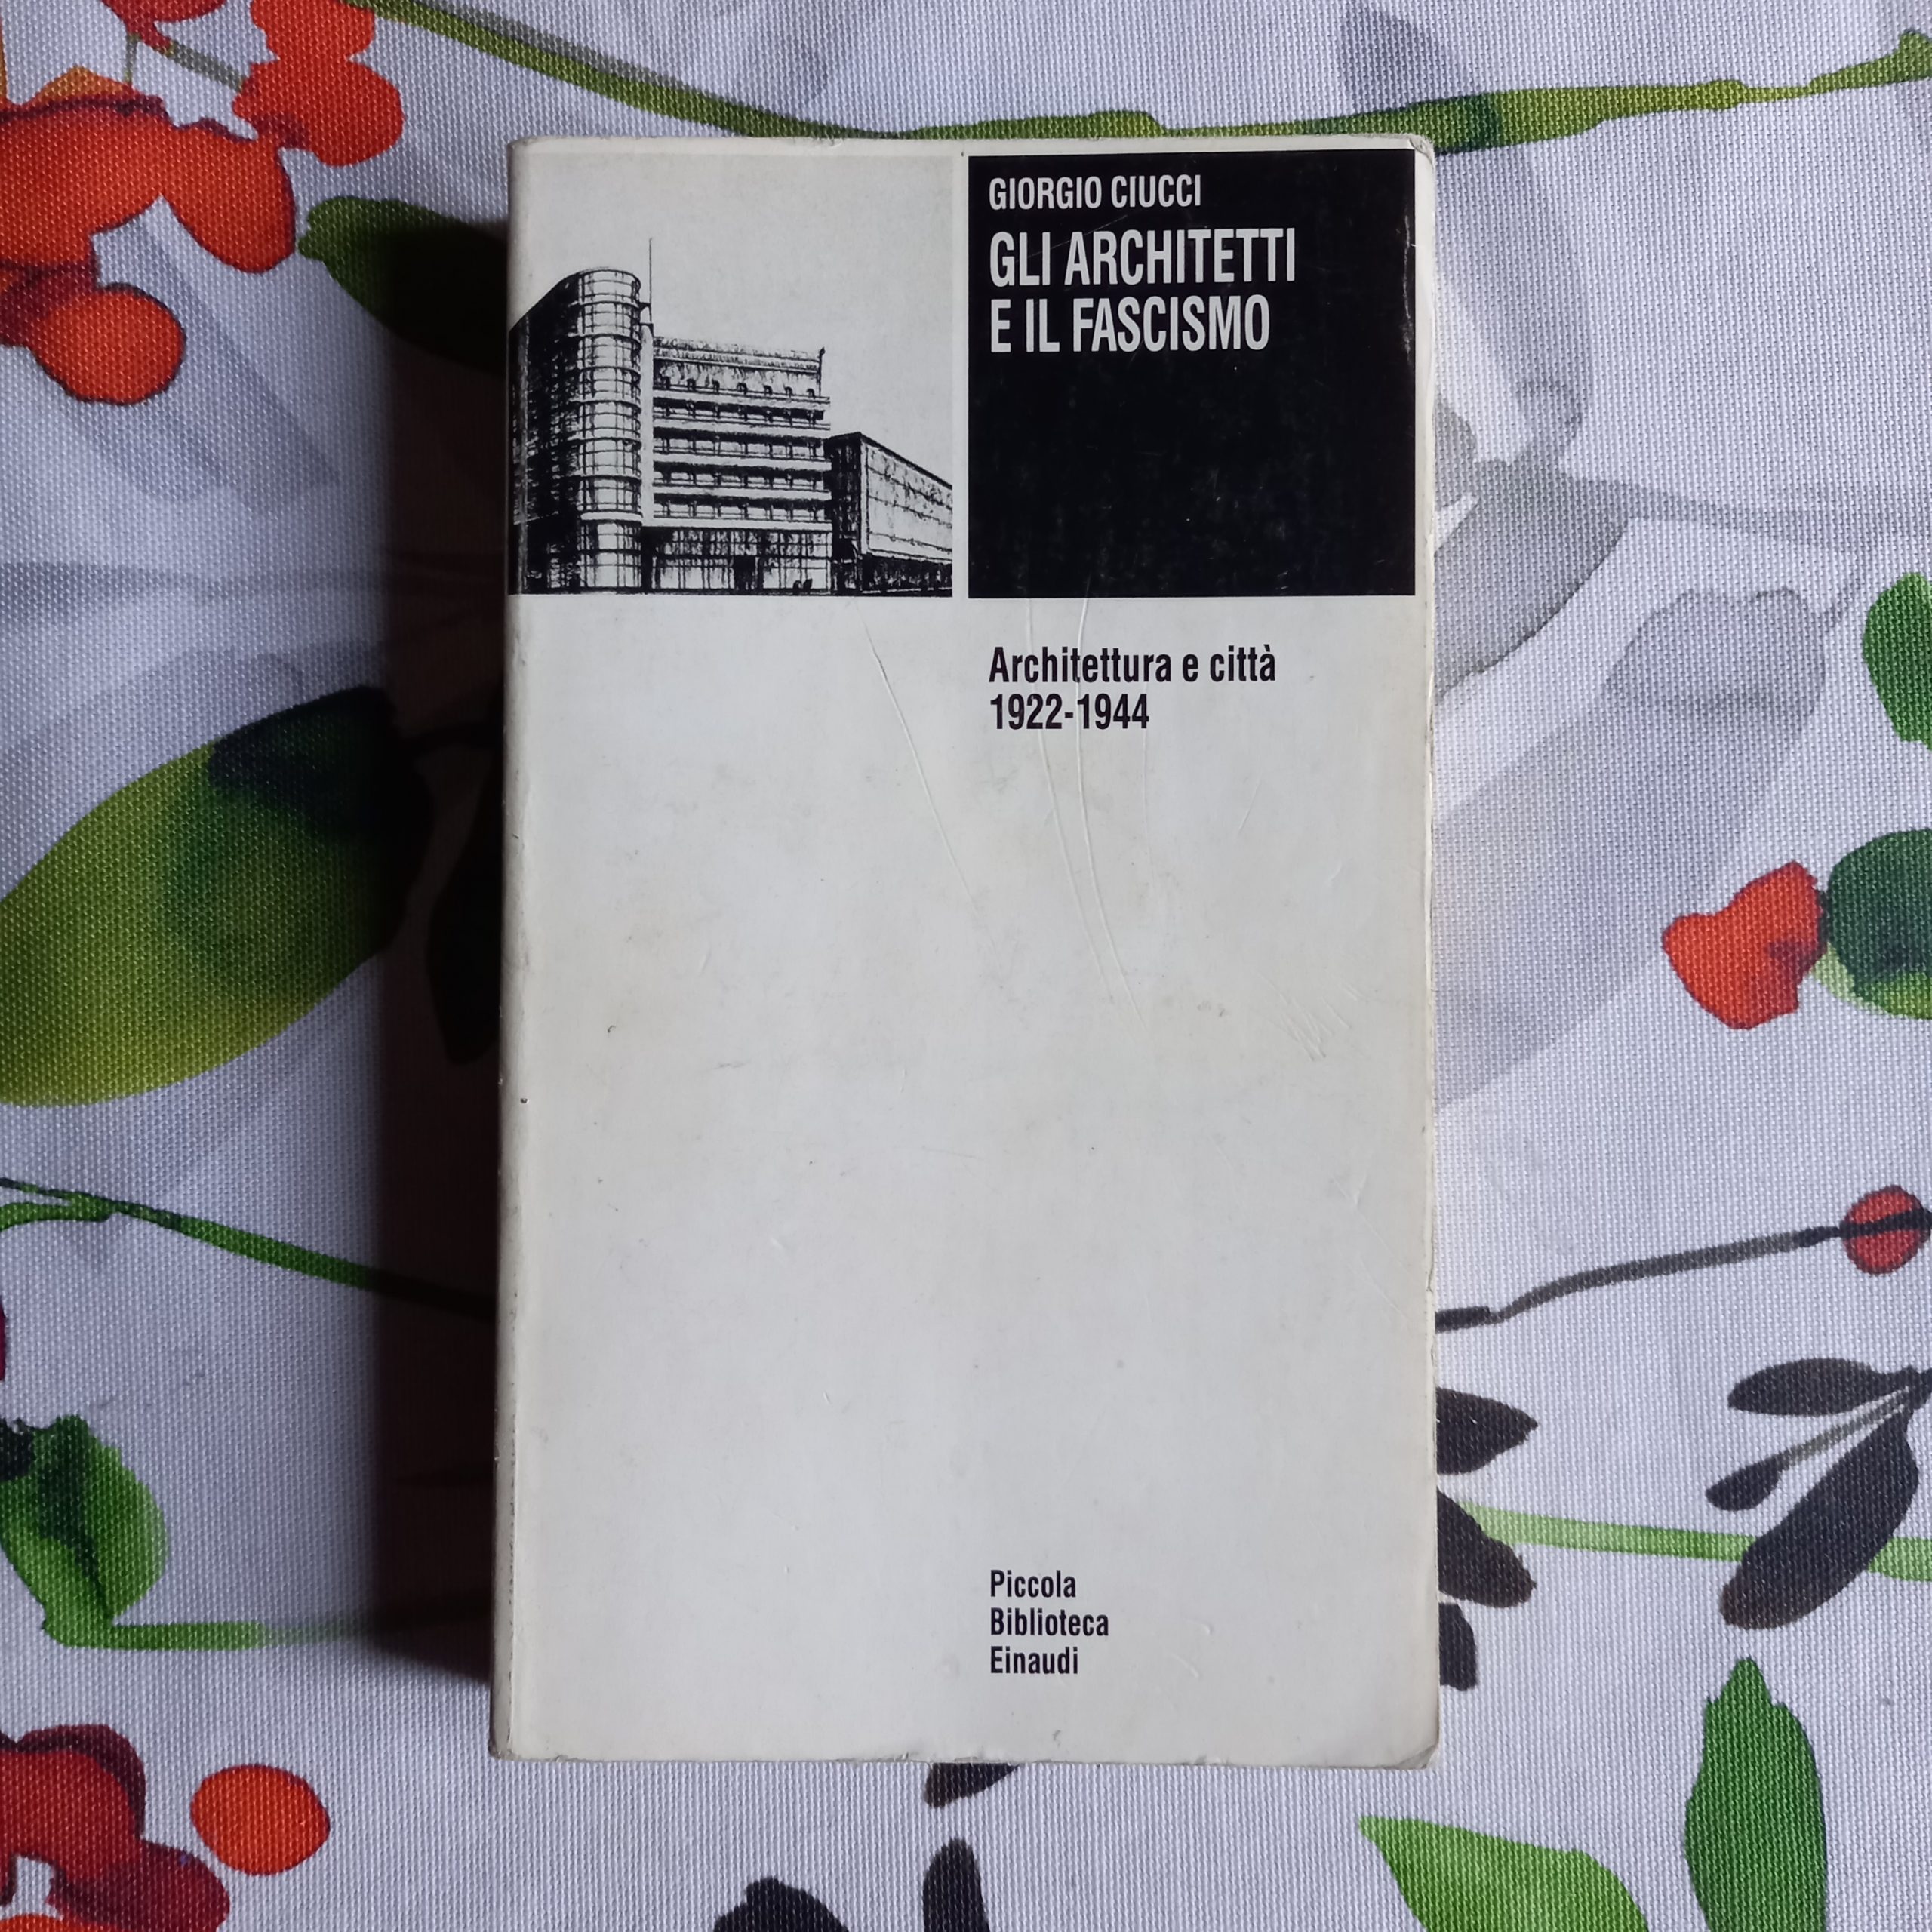 GIORGIO CIUCCI
GLI ARCHITETTI
E IL FASCISMO
Architettura e città
1922-1944
Piccola
Biblioteca
Einaudi